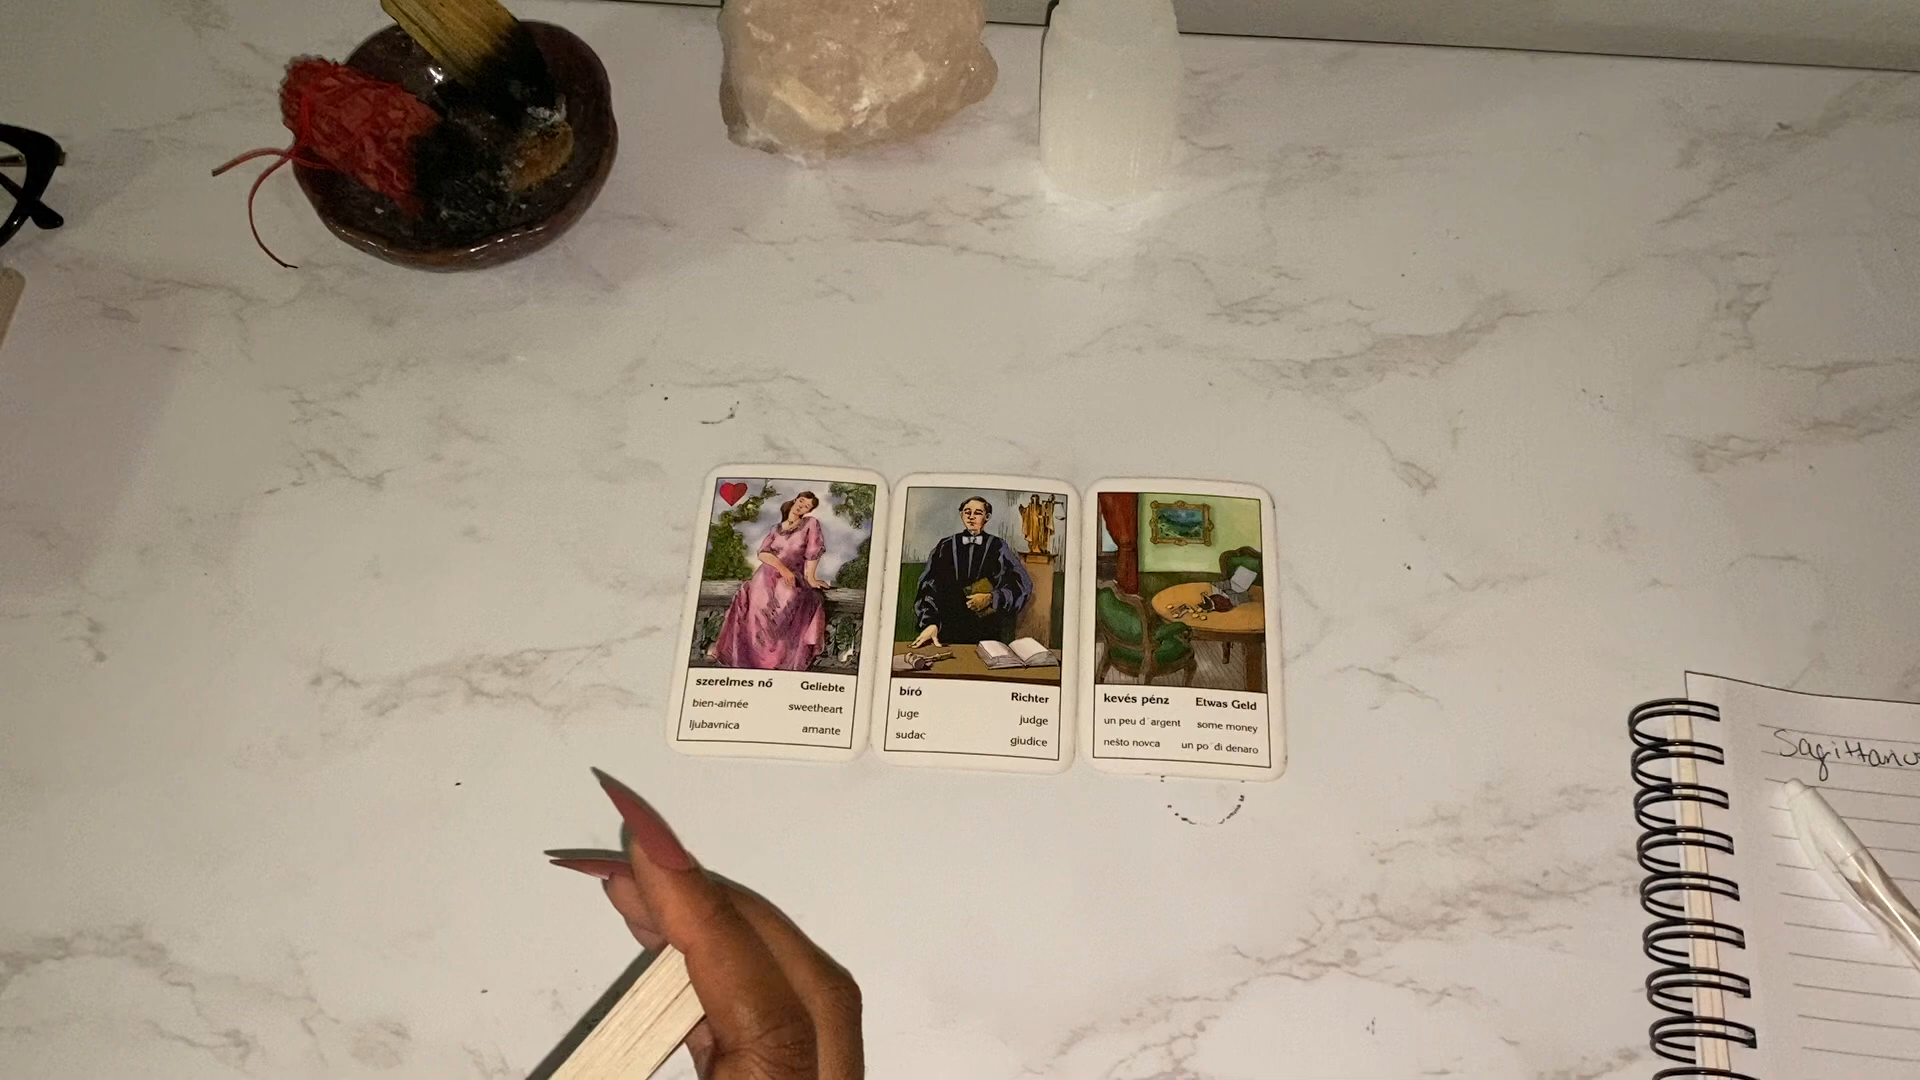 szerelmes nő Geliebte
bien-aimée sweetheart
ljubavnica amante
bíró Richter
juge judge
sudac giudice
kevés pénz Etwas Geld
un peu d'argent some money
nešto novca un po'di denaro